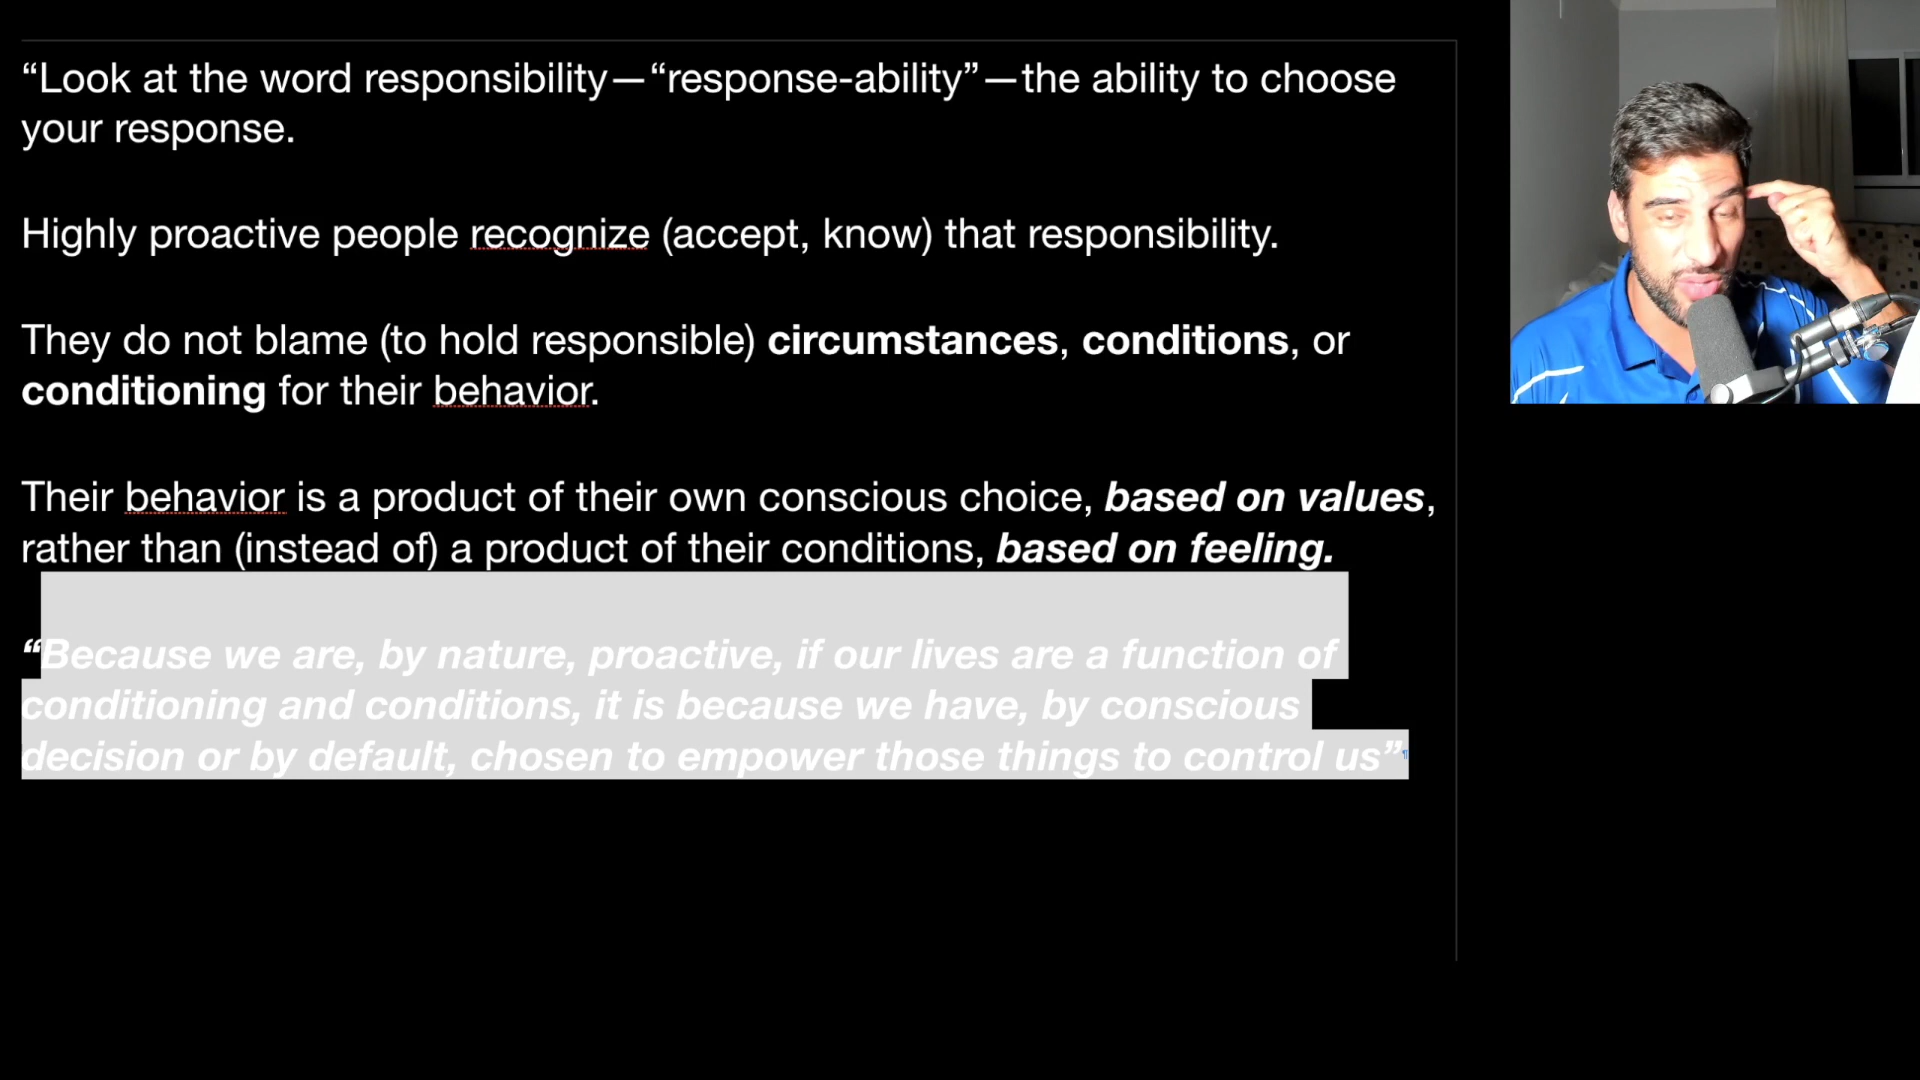 “Look at the word responsibility—“response-ability”—the ability to choose
your response.
Highly proactive people recognize (accept, know) that responsibility.
They do not blame (to hold responsible) circumstances, conditions, or
conditioning for their behavior.
Their behavior is a product of their own conscious choice, based on values,
rather than (instead of) a product of their conditions, based on feeling.
“Because we are, by nature, proactive, if our lives are a function of
conditioning and conditions, it is because we have, by conscious
decision or by default, chosen to empower those things to control us”